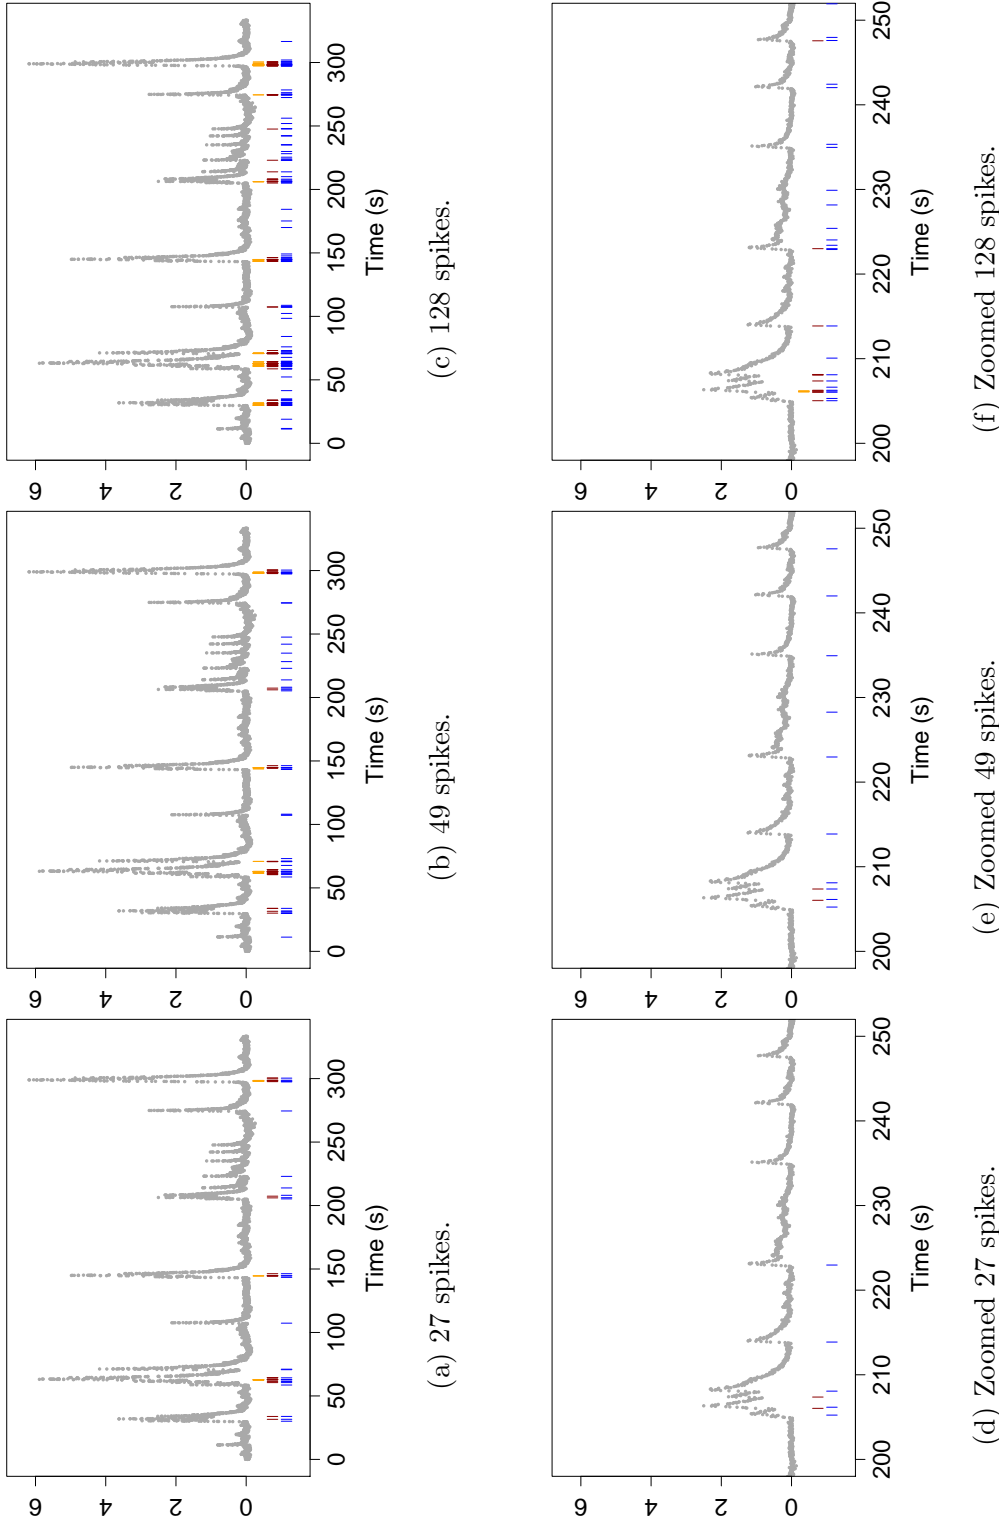 6
4
2
0
0 50 100 150 200 250 300
Time (s)
(a) 27 spikes.
6
4
2
0
0 50 100 150 200 250 300
Time (s)
(b) 49 spikes.
6
4
2
0
0 50 100 150 200 250 300
Time (s)
(c) 128 spikes.
6
4
2
0
200 210 220 230 240 250
Time (s)
(d) Zoomed 27 spikes.
6
4
2
0
200 210 220 230 240 250
Time (s)
(e) Zoomed 49 spikes.
6
4
2
0
200 210 220 230 240 250
Time (s)
(f) Zoomed 128 spikes.